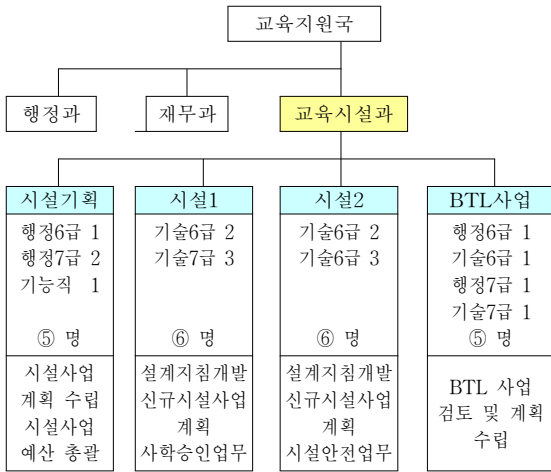 교육지원국
행정과
재무과
교육시설과
시설기획
행정6급 1
행정7급 2
기능직 1
⑤ 명
시설사업
계획 수립
시설사업
예산 총괄
시설1
기술6급 2
기술7급 3
⑥ 명
설계지침개발
신규시설사업
계획
사학승인업무
시설2
기술6급 2
기술6급 3
⑥ 명
설계지침개발
신규시설사업
계획
시설안전업무
BTL사업
행정6급 1
기술6급 1
행정7급 1
기술7급 1
⑤ 명
BTL 사업
검토 및 계획
수립